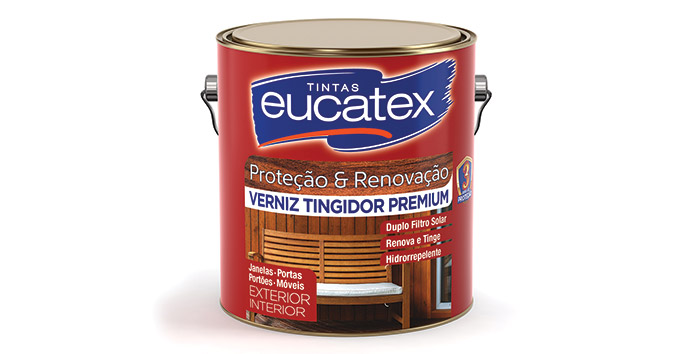 TINTAS
eucatex
Proteção & Renovação
VERNIZ TINGIDOR PREMIUM
3
Duplo Filtro Solar
Renova e Tinge
Hidrorrepelente
Janelas • Portas
Portões • Móveis
EXTERIOR
INTERIOR